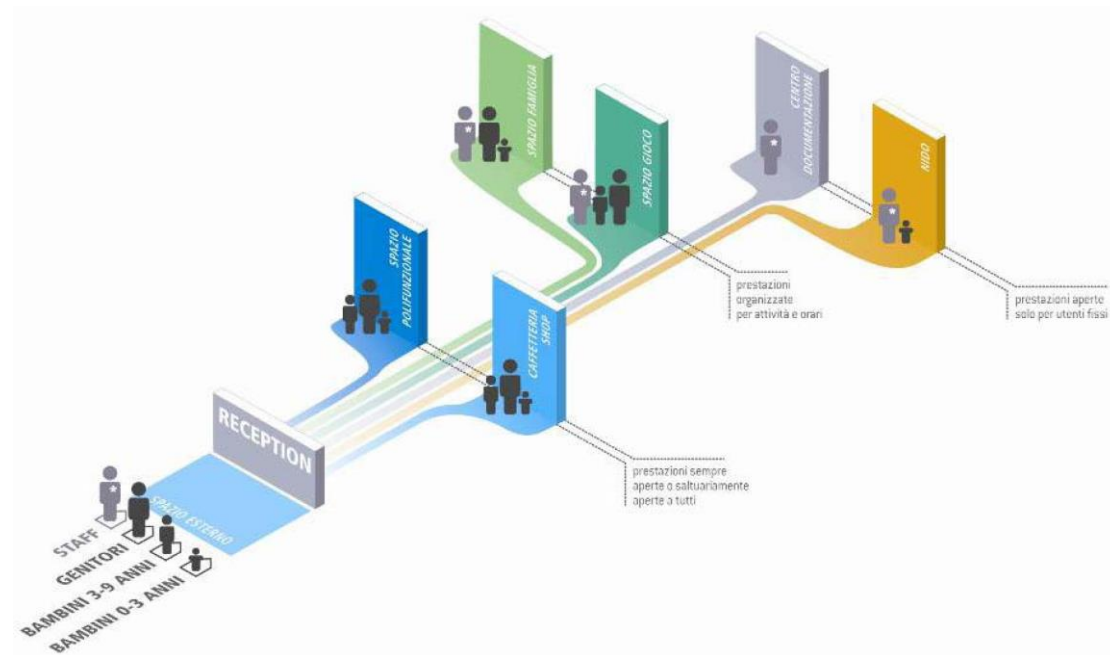 SPAZIO FAMIGLIA
SPAZIO GIOCO
CENTRO
DOCUMENTAZIONE
NIDO
SPAZIO
POLIFUNZIONALE
CAFFETTERIA
SHOP
prestazioni
organizzate
per attività e orari
prestazioni aperte
solo per utenti fissi
prestazioni sempre
aperte o saltuariamente
aperte a tutti
RECEPTION
SPAZIO ESTERNO
STAFF
GENITORI
BAMBINI 3-9 ANNI
BAMBINI 0-3 ANNI